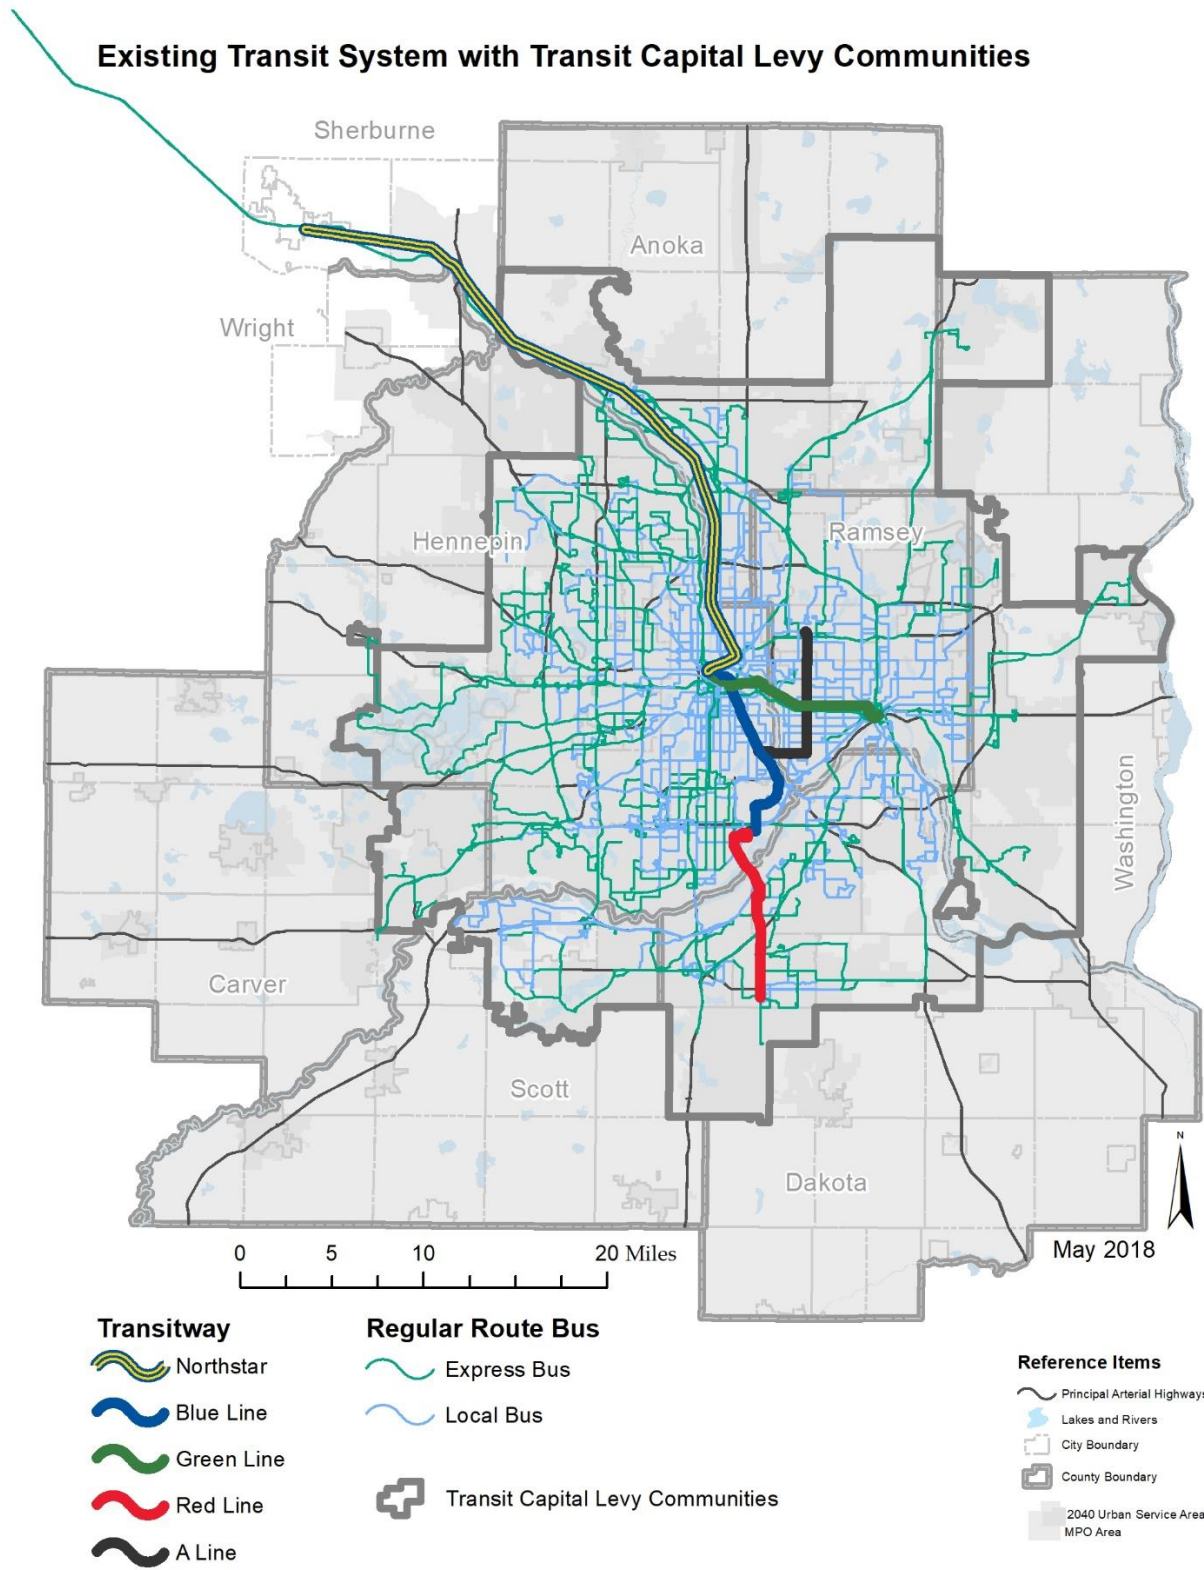 Existing Transit System with Transit Capital Levy Communities
Sherburne
Anoka
Wright
Hennepin
Ramsey
Washington
Carver
Scott
Dakota
N
May 2018
0 5 10 20 Miles
Transitway
Northstar
Blue Line
Green Line
Red Line
A Line
Regular Route Bus
Express Bus
Local Bus
Transit Capital Levy Communities
Reference Items
Principal Arterial Highways
Lakes and Rivers
City Boundary
County Boundary
2040 Urban Service Area
MPO Area